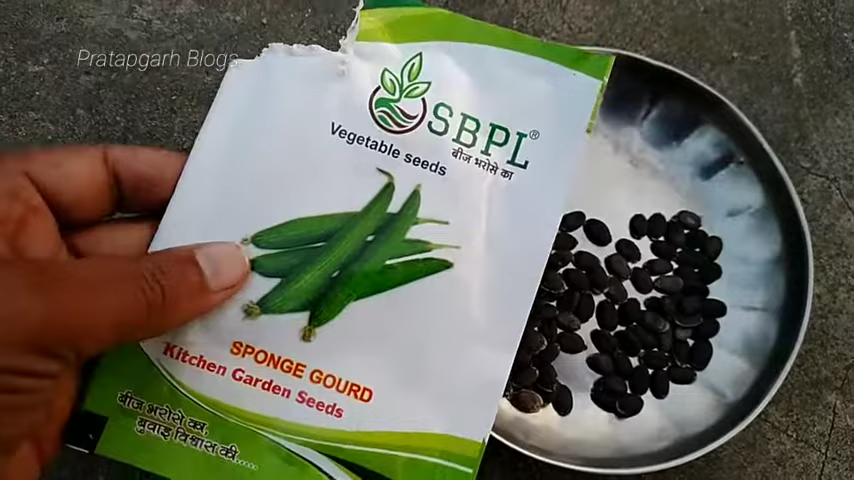 Pratapgarh Blogs
SBPL®
बीज भरोसे का
Vegetable seeds
SPONGE GOURD
Kitchen Garden Seeds
बीज भरोसे का,
बुवाई विश्वास की.....